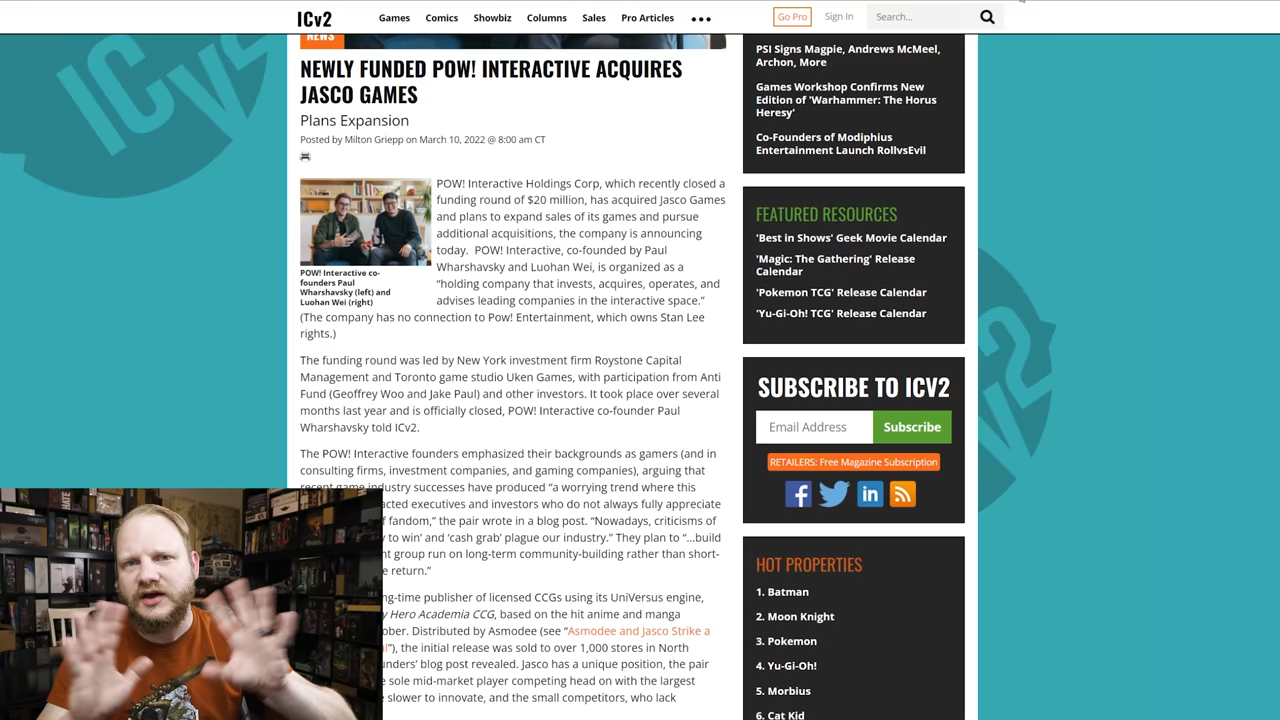 ICv2
Games
Comics
Showbiz
Columns
Sales
Pro Articles
Go Pro
Sign In
Search...
NEWS
NEWLY FUNDED POW! INTERACTIVE ACQUIRES
JASCO GAMES
Plans Expansion
Posted by Milton Griepp on March 10, 2022 @ 8:00 am CT
POW! Interactive co-
founders Paul
Wharshavsky (left) and
Luohan Wei (right)
POW! Interactive Holdings Corp, which recently closed a
funding round of $20 million, has acquired Jasco Games
and plans to expand sales of its games and pursue
additional acquisitions, the company is announcing
today.  POW! Interactive, co-founded by Paul
Wharshavsky and Luohan Wei, is organized as a
“holding company that invests, acquires, operates, and
advises leading companies in the interactive space.”
(The company has no connection to Pow! Entertainment, which owns Stan Lee
rights.)
The funding round was led by New York investment firm Roystone Capital
Management and Toronto game studio Uken Games, with participation from Anti
Fund (Geoffrey Woo and Jake Paul) and other investors. It took place over several
months last year and is officially closed, POW! Interactive co-founder Paul
Wharshavsky told ICv2.
The POW! Interactive founders emphasized their backgrounds as gamers (and in
consulting firms, investment companies, and gaming companies), arguing that
recent game industry successes have produced “a worrying trend where this
acted executives and investors who do not always fully appreciate
f fandom,” the pair wrote in a blog post. “Nowadays, criticisms of
to win’ and ‘cash grab’ plague our industry.” They plan to “…build
nt group run on long-term community-building rather than short-
e return.”
ng-time publisher of licensed CCGs using its UniVersus engine,
y Hero Academia CCG, based on the hit anime and manga
ober. Distributed by Asmodee (see “Asmodee and Jasco Strike a
”), the initial release was sold to over 1,000 stores in North
unders’ blog post revealed. Jasco has a unique position, the pair
e sole mid-market player competing head on with the largest
e slower to innovate, and the small competitors, who lack
PSI Signs Magpie, Andrews McMeel,
Archon, More
Games Workshop Confirms New
Edition of 'Warhammer: The Horus
Heresy'
Co-Founders of Modiphius
Entertainment Launch RollvsEvil
FEATURED RESOURCES
'Best in Shows' Geek Movie Calendar
'Magic: The Gathering' Release
Calendar
'Pokemon TCG' Release Calendar
'Yu-Gi-Oh! TCG' Release Calendar
SUBSCRIBE TO ICV2
Email Address
Subscribe
RETAILERS: Free Magazine Subscription
HOT PROPERTIES
1. Batman
2. Moon Knight
3. Pokemon
4. Yu-Gi-Oh!
5. Morbius
6. Cat Kid